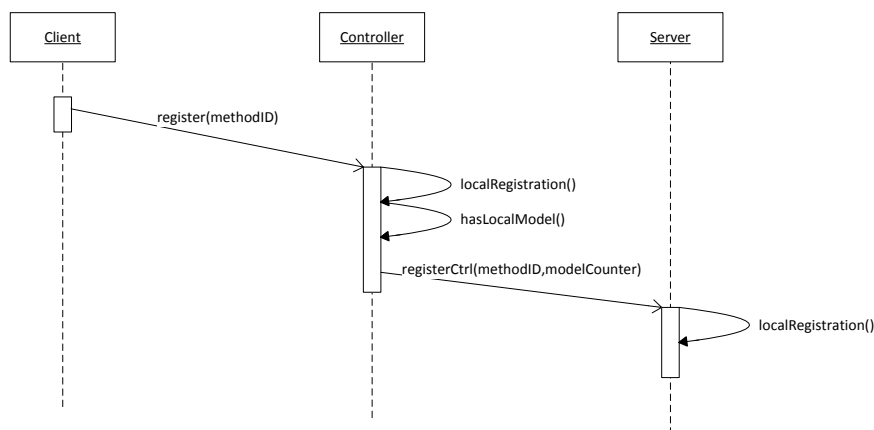 Client
Controller
Server
register(methodID)
localRegistration()
hasLocalModel()
registerCtrl(methodID,modelCounter)
localRegistration()